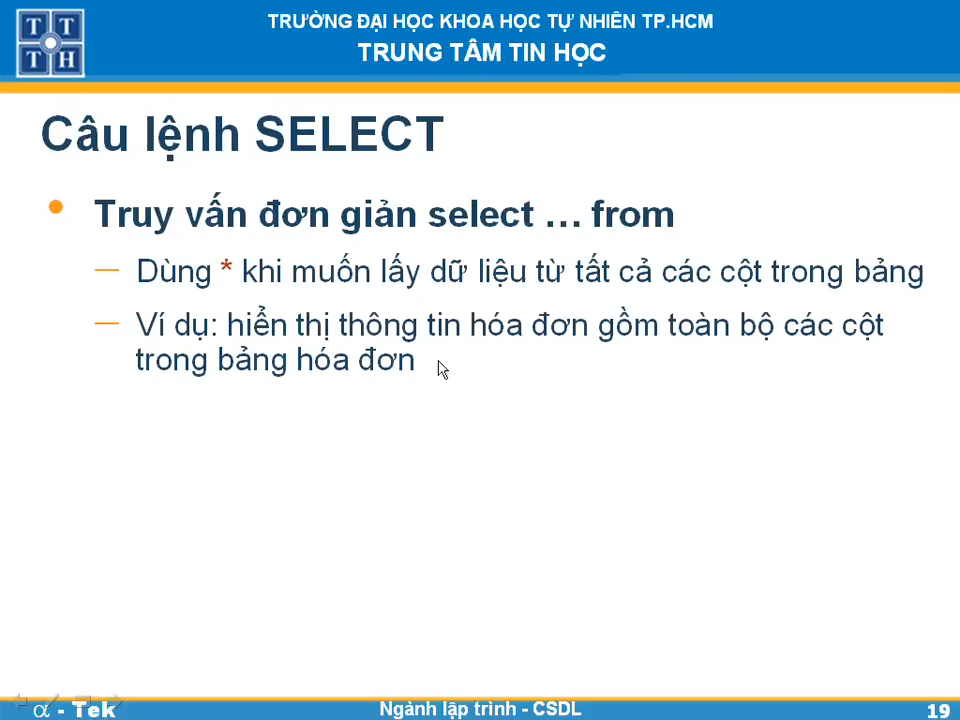 TRƯỜNG ĐẠI HỌC KHOA HỌC TỰ NHIÊN TP.HCM
TRUNG TÂM TIN HỌC
T T
T H
Câu lệnh SELECT
• Truy vấn đơn giản select … from
– Dùng * khi muốn lấy dữ liệu từ tất cả các cột trong bảng
– Ví dụ: hiển thị thông tin hóa đơn gồm toàn bộ các cột
trong bảng hóa đơn
α - Tek
Ngành lập trình - CSDL
19